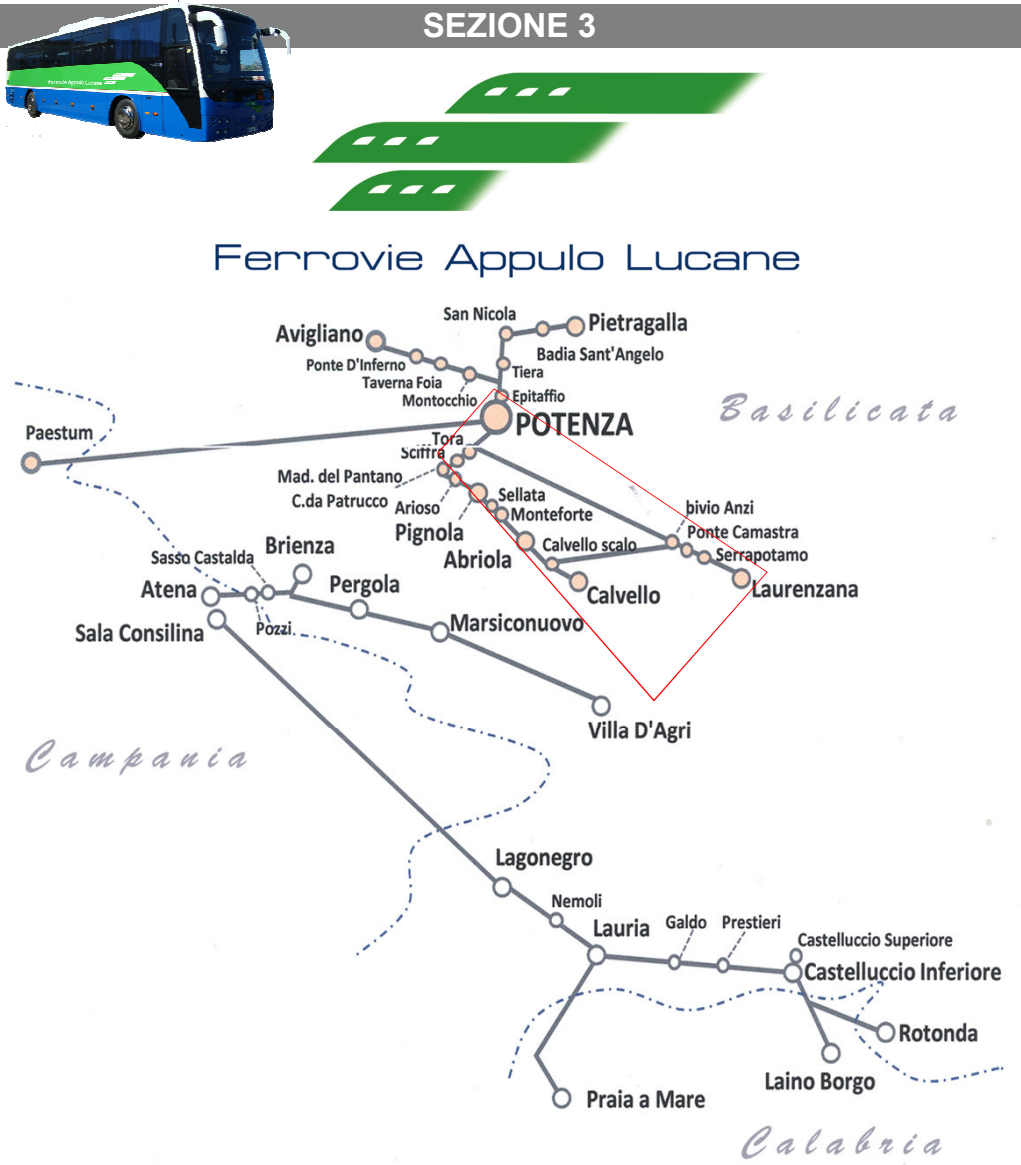 SEZIONE 3
Ferrovie Appulo Lucane
Ferrovie Appulo Lucane
San Nicola
Pietragalla
Avigliano
Badia Sant'Angelo
Ponte D'Inferno
Tiera
Taverna Foia
Montocchio
Epitaffio
Basilicata
POTENZA
Paestum
Tora
Sciffra
Mad. del Pantano
C.da Patrucco
Sellata
Arioso
Monteforte
bivio Anzi
Pignola
Ponte Camastra
Calvello scalo
Serrapotamo
Brienza
Sasso Castalda
Abriola
Atena
Pergola
Calvello
Laurenzana
Sala Consilina
Pozzi
Marsiconuovo
Villa D'Agri
Campania
Lagonegro
Nemoli
Lauria
Galdo
Prestieri
Castelluccio Superiore
Castelluccio Inferiore
Rotonda
Laino Borgo
Praia a Mare
Calabria